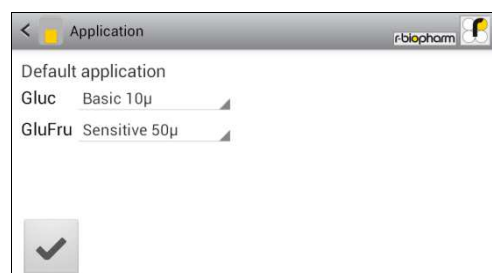 Application
r-biopharm
Default application
Gluc Basic 10µ
GluFru Sensitive 50µ